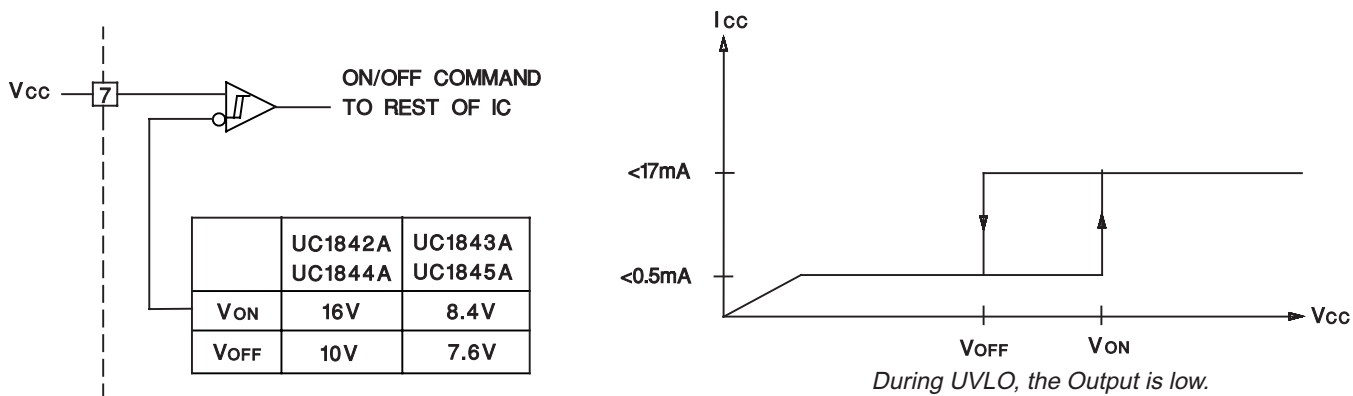 Vcc
7
ON/OFF COMMAND
TO REST OF IC
UC1842A UC1843A
UC1844A UC1845A
VON 16V 8.4V
VOFF 10V 7.6V
Icc
<17mA
<0.5mA
Vcc
VOFF VON
During UVLO, the Output is low.